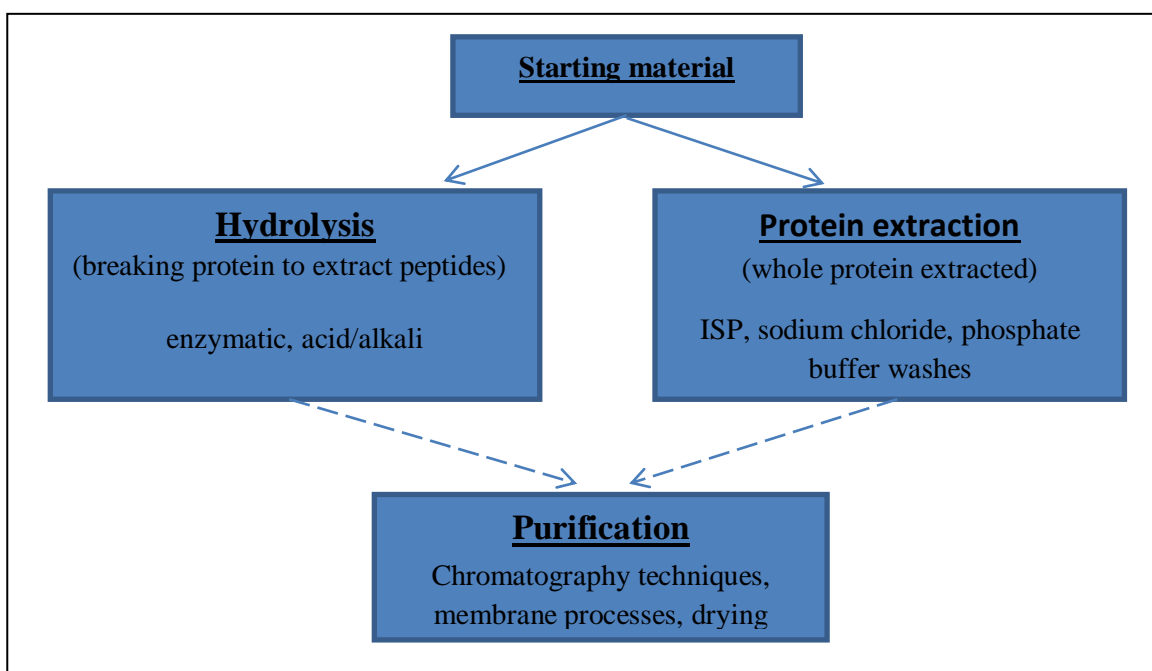 Starting material
Hydrolysis
(breaking protein to extract peptides)
enzymatic, acid/alkali
Protein extraction
(whole protein extracted)
ISP, sodium chloride, phosphate
buffer washes
Purification
Chromatography techniques,
membrane processes, drying